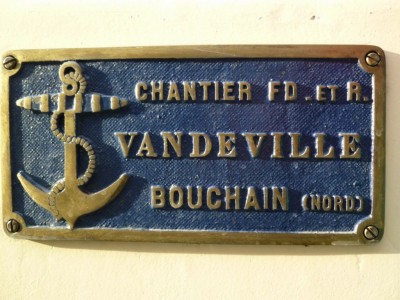 CHANTIER FD. ET R.
VANDEVILLE
BOUCHAIN (NORD)